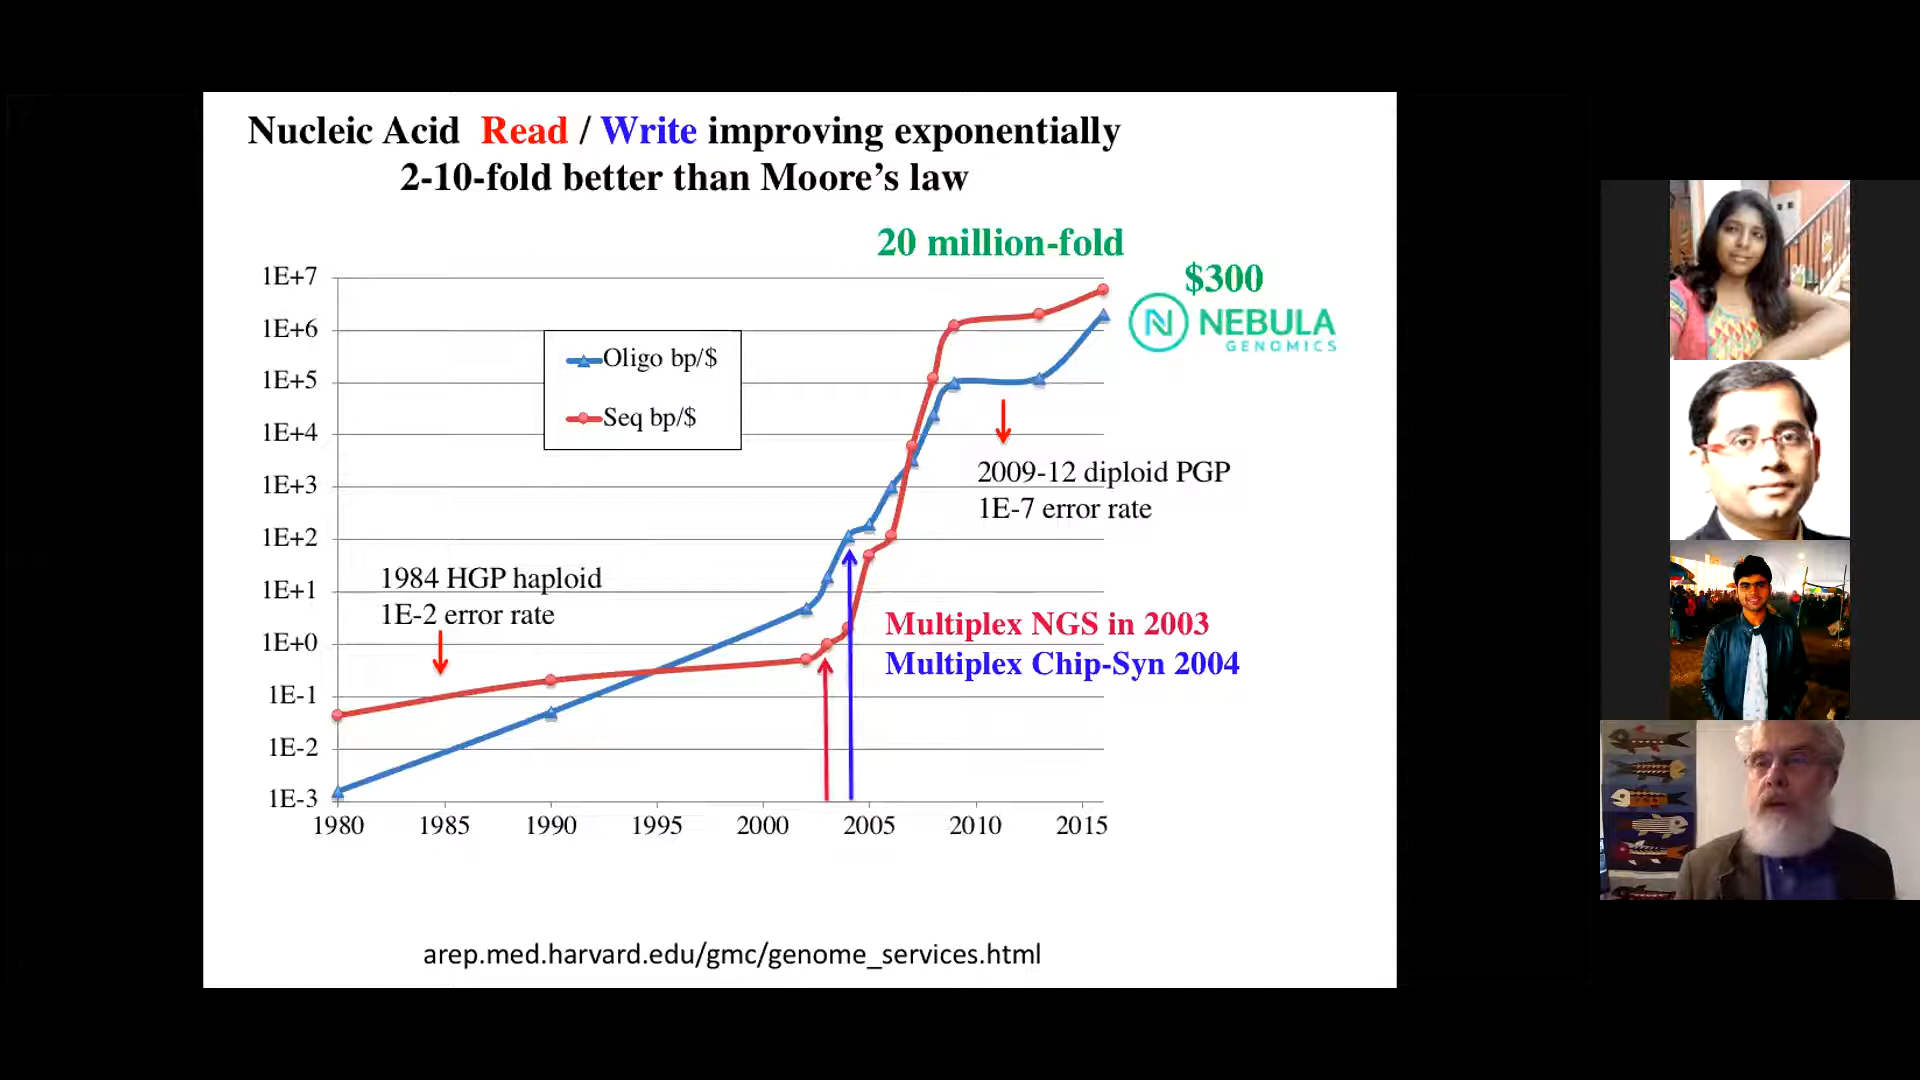 Nucleic Acid Read / Write improving exponentially
2-10-fold better than Moore's law
20 million-fold
$300
NEBULA
GENOMICS
1E+7
1E+6
1E+5
1E+4
1E+3
1E+2
1E+1
1E+0
1E-1
1E-2
1E-3
Oligo bp/$
Seq bp/$
2009-12 diploid PGP
1E-7 error rate
1984 HGP haploid
1E-2 error rate
Multiplex NGS in 2003
Multiplex Chip-Syn 2004
1980 1985 1990 1995 2000 2005 2010 2015
arep.med.harvard.edu/gmc/genome_services.html